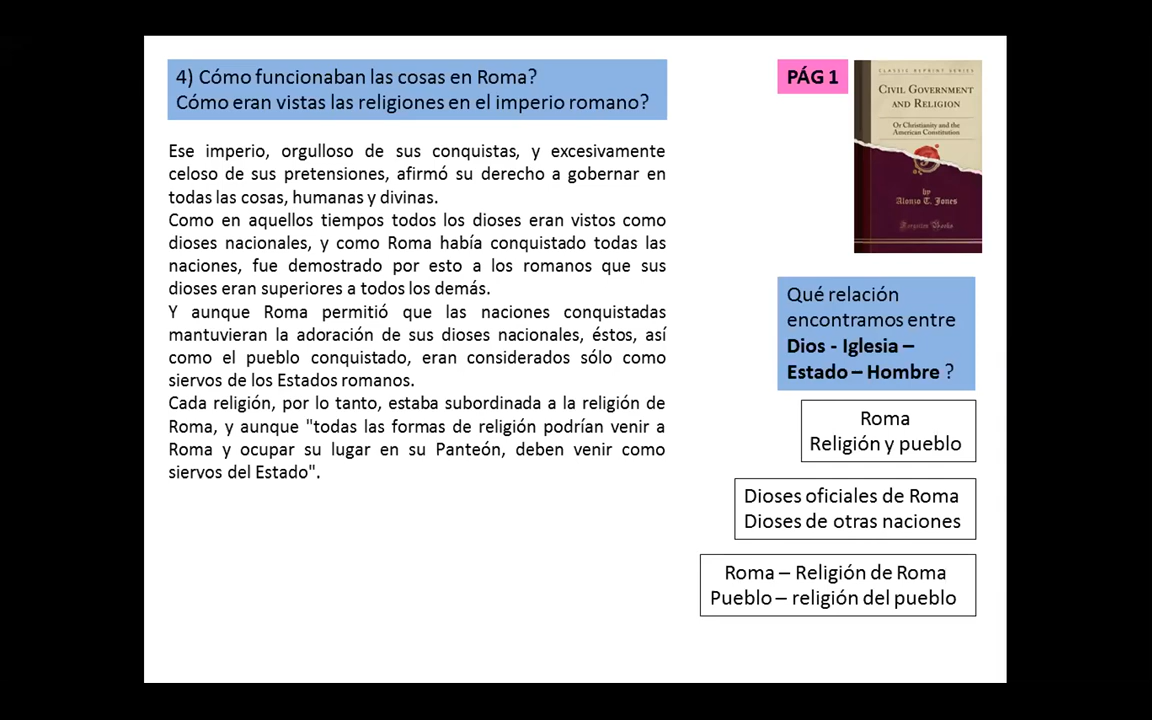 4) Cómo funcionaban las cosas en Roma?
Cómo eran vistas las religiones en el imperio romano?
Ese imperio, orgulloso de sus conquistas, y excesivamente
celoso de sus pretensiones, afirmó su derecho a gobernar en
todas las cosas, humanas y divinas.
Como en aquellos tiempos todos los dioses eran vistos como
dioses nacionales, y como Roma había conquistado todas las
naciones, fue demostrado por esto a los romanos que sus
dioses eran superiores a todos los demás.
Y aunque Roma permitió que las naciones conquistadas
mantuvieran la adoración de sus dioses nacionales, éstos, así
como el pueblo conquistado, eran considerados sólo como
siervos de los Estados romanos.
Cada religión, por lo tanto, estaba subordinada a la religión de
Roma, y aunque "todas las formas de religión podrían venir a
Roma y ocupar su lugar en su Panteón, deben venir como
siervos del Estado".
PÁG 1
CLASSIC REPRINT SERIES
CIVIL GOVERNMENT
AND RELIGION
Or Christianity and the
American Constitution
by
Alonzo T. Jones
Forgotten Books
Qué relación
encontramos entre
Dios - Iglesia –
Estado – Hombre ?
Roma
Religión y pueblo
Dioses oficiales de Roma
Dioses de otras naciones
Roma – Religión de Roma
Pueblo – religión del pueblo